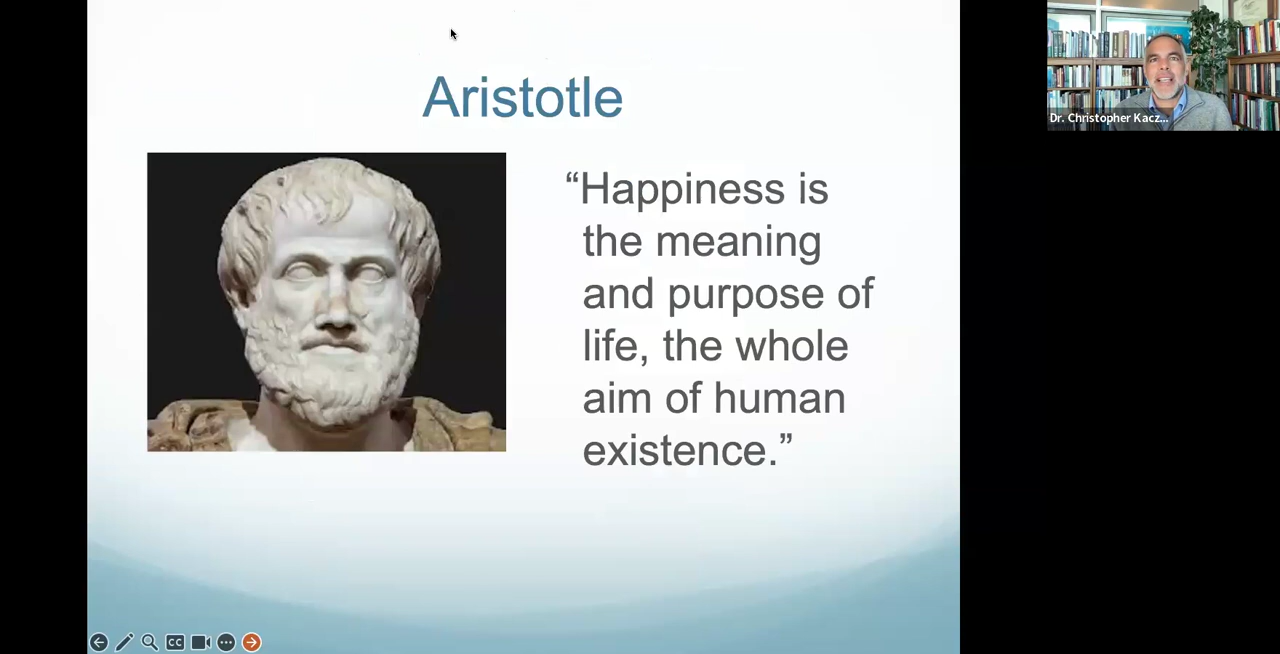 Aristotle
“Happiness is
the meaning
and purpose of
life, the whole
aim of human
existence.”
Dr. Christopher Kacz...
CC